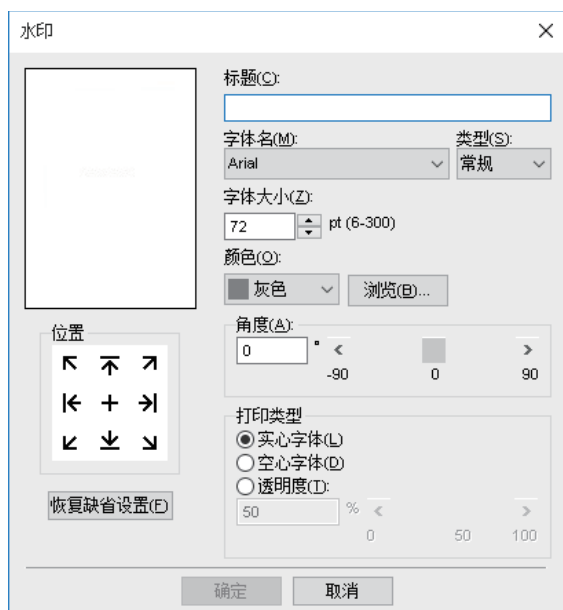 水印
标题(C):
字体名(M):
类型(S):
Arial
常规
字体大小(Z):
72
pt (6-300)
颜色(O):
灰色
浏览(B)...
位置
角度(A):
0
°
-90
0
90
打印类型
实心字体(L)
空心字体(D)
透明度(T):
50
%
0
50
100
恢复缺省设置(F)
确定
取消